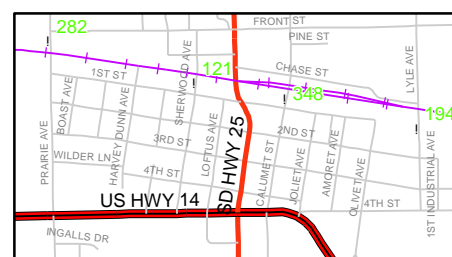 FRONT ST
282
PINE ST
SHERWOOD AVE
LYLE AVE
121
CHASE ST
1ST ST
348
BOAST AVE
HARVEY DUNN AVE
194
PRAIRIE AVE
LOFTUS AVE
SD HWY 25
2ND ST
3RD ST
CALUMET ST
JOLIET AVE
AMORET AVE
OLIVET AVE
1ST INDUSTRIAL AVE
WILDER LN
4TH ST
US HWY 14
4TH ST
INGALLS DR